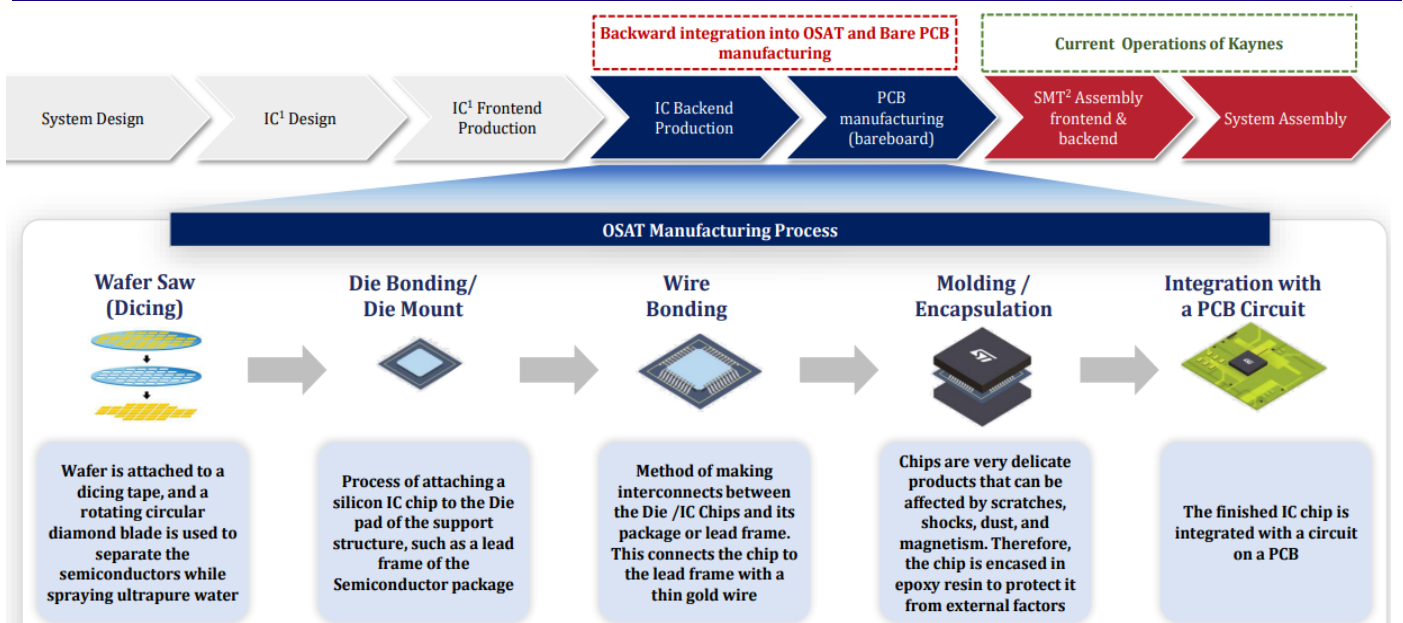 Backward integration into OSAT and Bare PCB
manufacturing
Current Operations of Kaynes
System Design
IC¹ Design
IC¹ Frontend
Production
IC Backend
Production
PCB
manufacturing
(bareboard)
SMT² Assembly
frontend &
backend
System Assembly
OSAT Manufacturing Process
Wafer Saw
(Dicing)
Wafer is attached to a
dicing tape, and a
rotating circular
diamond blade is used to
separate the
semiconductors while
spraying ultrapure water
Die Bonding/
Die Mount
Process of attaching a
silicon IC chip to the Die
pad of the support
structure, such as a lead
frame of the
Semiconductor package
Wire
Bonding
Method of making
interconnects between
the Die /IC Chips and its
package or lead frame.
This connects the chip to
the lead frame with a
thin gold wire
Molding /
Encapsulation
ST
Chips are very delicate
products that can be
affected by scratches,
shocks, dust, and
magnetism. Therefore,
the chip is encased in
epoxy resin to protect it
from external factors
Integration with
a PCB Circuit
The finished IC chip is
integrated with a circuit
on a PCB